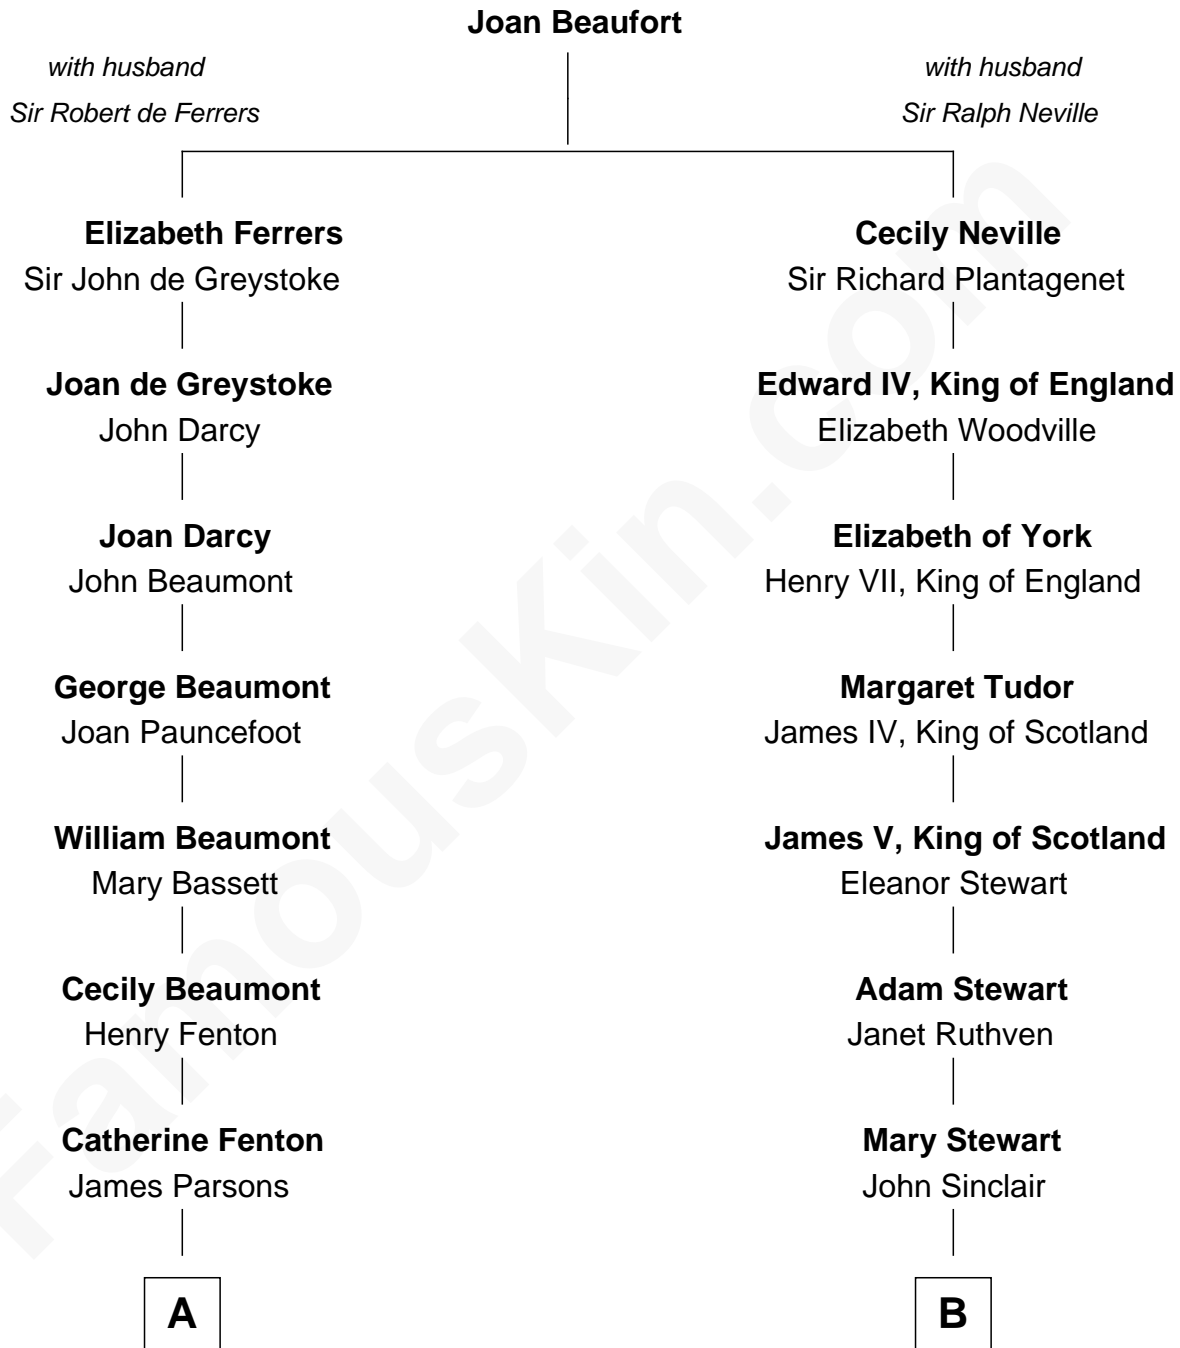 Joan Beaufort
with husband
Sir Robert de Ferrers
with husband
Sir Ralph Neville
Elizabeth Ferrers
Sir John de Greystoke
Cecily Neville
Sir Richard Plantagenet
Joan de Greystoke
John Darcy
Edward IV, King of England
Elizabeth Woodville
Joan Darcy
John Beaumont
Elizabeth of York
Henry VII, King of England
George Beaumont
Joan Pauncefoot
Margaret Tudor
James IV, King of Scotland
William Beaumont
Mary Bassett
James V, King of Scotland
Eleanor Stewart
Cecily Beaumont
Henry Fenton
Adam Stewart
Janet Ruthven
Catherine Fenton
James Parsons
Mary Stewart
John Sinclair
A
B
FamousKin.com